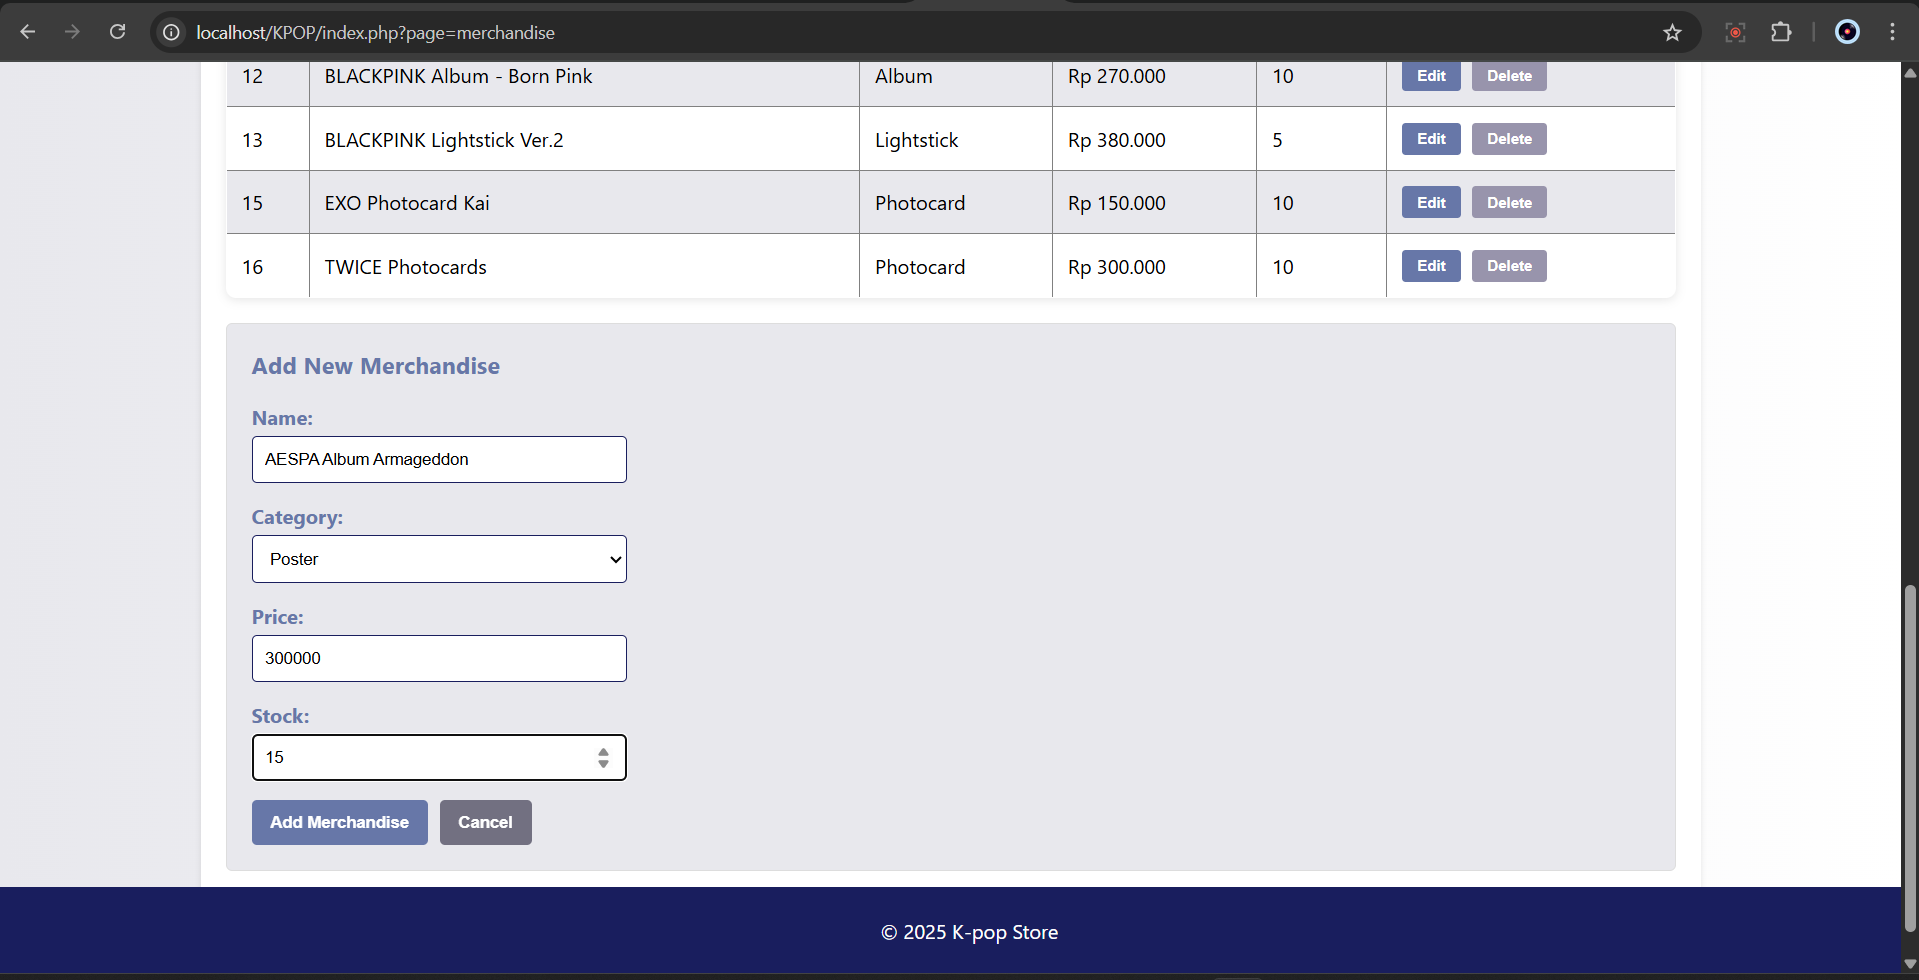 localhost/KPOP/index.php?page=merchandise
12 BLACKPINK Album - Born Pink Album Rp 270.000 10 Edit Delete
13 BLACKPINK Lightstick Ver.2 Lightstick Rp 380.000 5 Edit Delete
15 EXO Photocard Kai Photocard Rp 150.000 10 Edit Delete
16 TWICE Photocards Photocard Rp 300.000 10 Edit Delete
Add New Merchandise
Name:
AESPA Album Armageddon
Category:
Poster
Price:
300000
Stock:
15
Add Merchandise Cancel
© 2025 K-pop Store